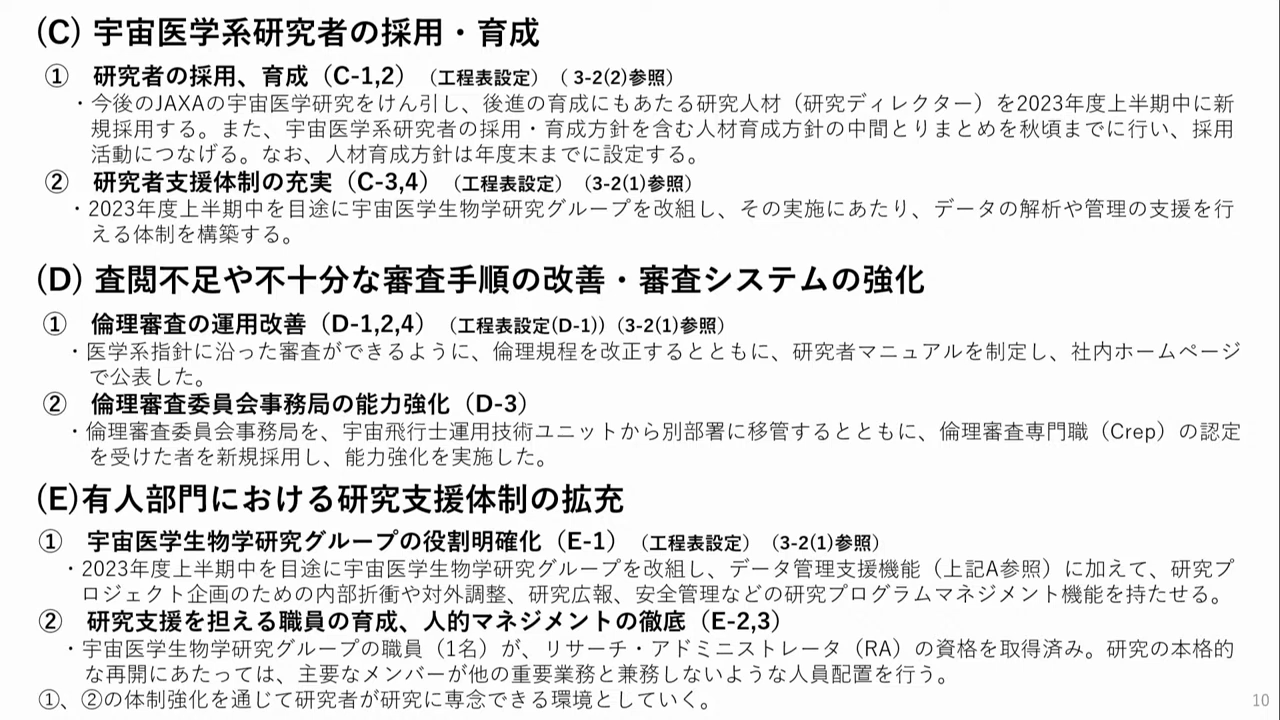 (C) 宇宙医学系研究者の採用・育成
① 研究者の採用、育成（C-1,2）（工程表設定）（ 3-2(2)参照）
・今後のJAXAの宇宙医学研究をけん引し、後進の育成にもあたる研究人材（研究ディレクター）を2023年度上半期中に新
規採用する。また、宇宙医学系研究者の採用・育成方針を含む人材育成方針の中間とりまとめを秋頃までに行い、採用
活動につなげる。なお、人材育成方針は年度末までに設定する。
② 研究者支援体制の充実（C-3,4）（工程表設定）（3-2(1)参照）
・2023年度上半期中を目途に宇宙医学生物学研究グループを改組し、その実施にあたり、データの解析や管理の支援を行
える体制を構築する。
(D) 査閲不足や不十分な審査手順の改善・審査システムの強化
① 倫理審査の運用改善（D-1,2,4）（工程表設定(D-1)）（3-2(1)参照）
・医学系指針に沿った審査ができるように、倫理規程を改正するとともに、研究者マニュアルを制定し、社内ホームページ
で公表した。
② 倫理審査委員会事務局の能力強化（D-3）
・倫理審査委員会事務局を、宇宙飛行士運用技術ユニットから別部署に移管するとともに、倫理審査専門職（Crep）の認定
を受けた者を新規採用し、能力強化を実施した。
(E)有人部門における研究支援体制の拡充
① 宇宙医学生物学研究グループの役割明確化（E-1）（工程表設定）（3-2(1)参照）
・2023年度上半期中を目途に宇宙医学生物学研究グループを改組し、データ管理支援機能（上記A参照）に加えて、研究プ
ロジェクト企画のための内部折衝や対外調整、研究広報、安全管理などの研究プログラムマネジメント機能を持たせる。
② 研究支援を担える職員の育成、人的マネジメントの徹底（E-2,3）
・宇宙医学生物学研究グループの職員（1名）が、リサーチ・アドミニストレータ（RA）の資格を取得済み。研究の本格的
な再開にあたっては、主要なメンバーが他の重要業務と兼務しないような人員配置を行う。
①、②の体制強化を通じて研究者が研究に専念できる環境としていく。
10